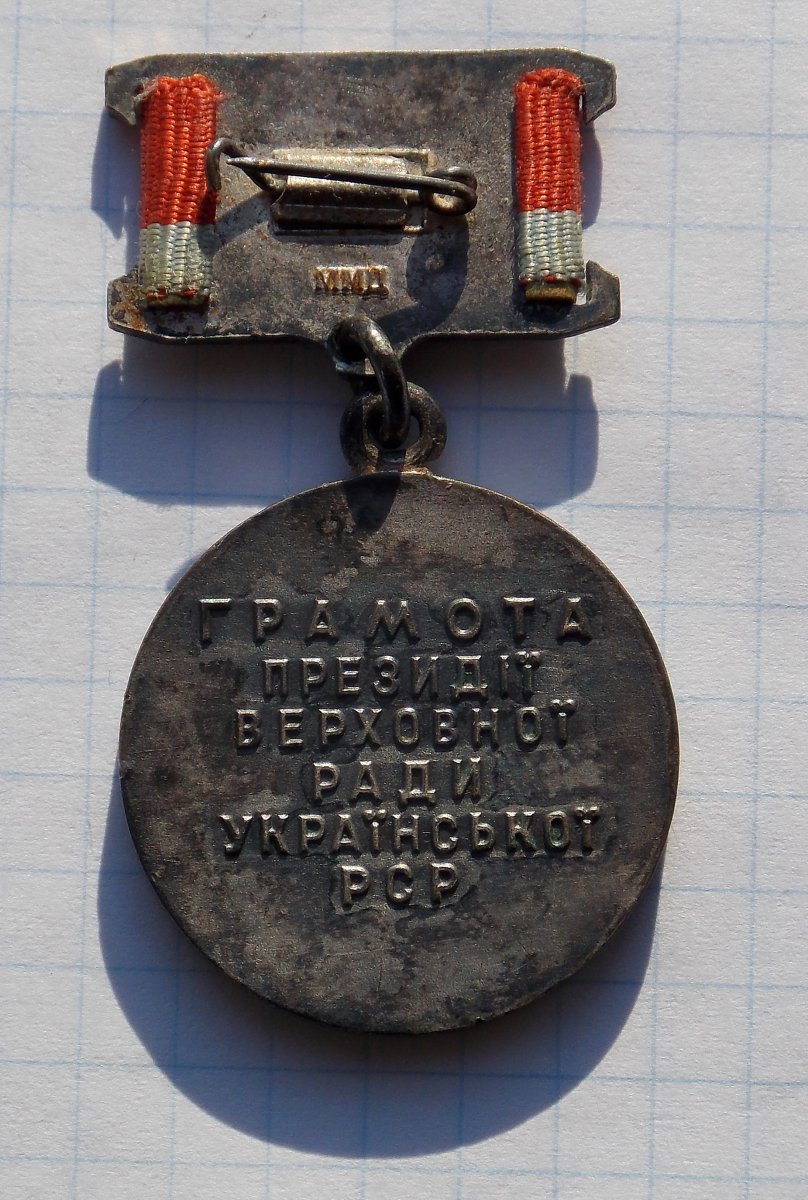 ММД
ГРАМОТА
ПРЕЗИДІЇ
ВЕРХОВНОЇ
РАДИ
УКРАЇНСЬКОЇ
РСР